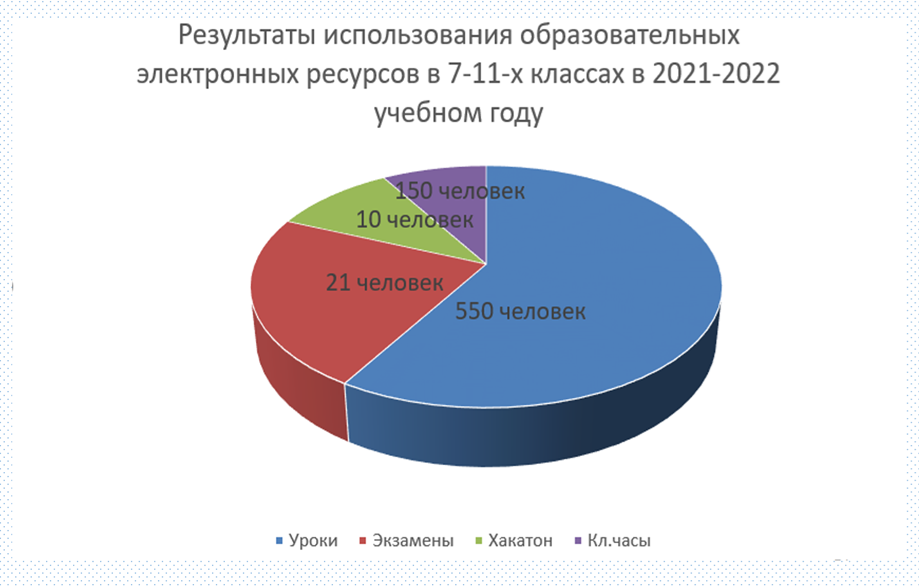 Результаты использования образовательных
электронных ресурсов в 7-11-х классах в 2021-2022
учебном году
150 человек
10 человек
21 человек
550 человек
Уроки Экзамены Хакатон Кл.часы